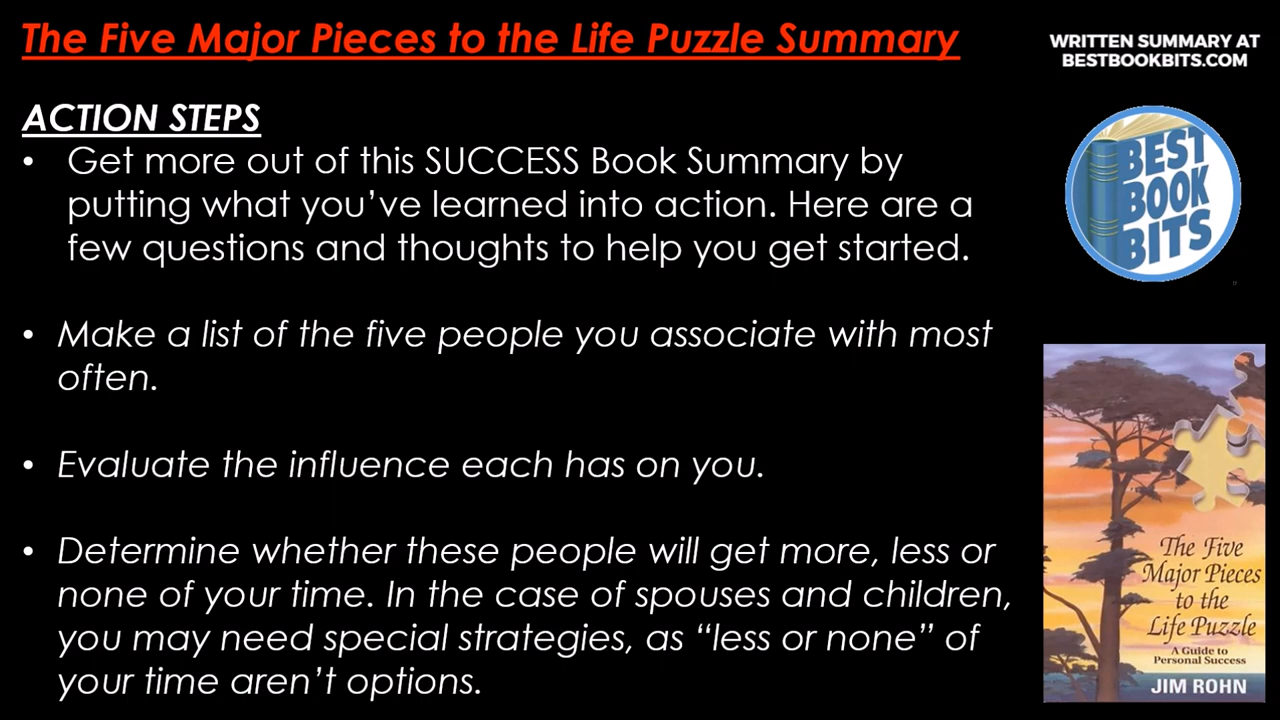 The Five Major Pieces to the Life Puzzle Summary
WRITTEN SUMMARY AT
BESTBOOKBITS.COM
ACTION STEPS
• Get more out of this SUCCESS Book Summary by
putting what you’ve learned into action. Here are a
few questions and thoughts to help you get started.
• Make a list of the five people you associate with most
often.
• Evaluate the influence each has on you.
• Determine whether these people will get more, less or
none of your time. In the case of spouses and children,
you may need special strategies, as “less or none” of
your time aren’t options.
BEST
BOOK
BITS
The Five
Major Pieces
to the
Life Puzzle
A Guide to
Personal Success
JIM ROHN